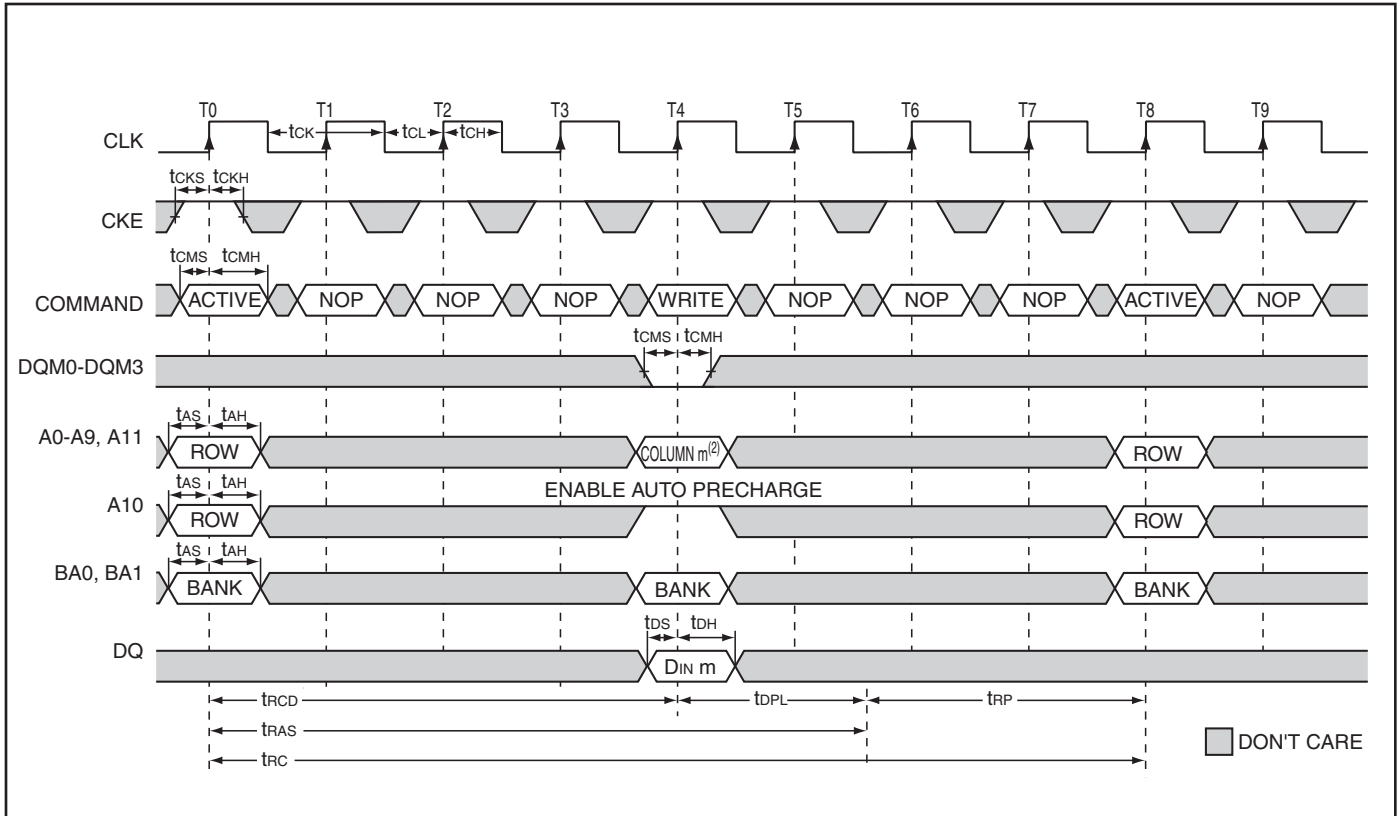 T0 T1 T2 T3 T4 T5 T6 T7 T8 T9
CLK tCK tCL tCH
tCKS tCKH
CKE
tCMS tCMH
COMMAND ACTIVE NOP NOP NOP WRITE NOP NOP NOP ACTIVE NOP
tCMS tCMH
DQM0-DQM3
tAS tAH
A0-A9, A11 ROW COLUMN m(2) ROW
tAS tAH ENABLE AUTO PRECHARGE
A10 ROW ROW
tAS tAH
BA0, BA1 BANK BANK BANK
tDS tDH
DQ DIN m
tRCD tDPL tRP
tRAS
DON'T CARE
tRC